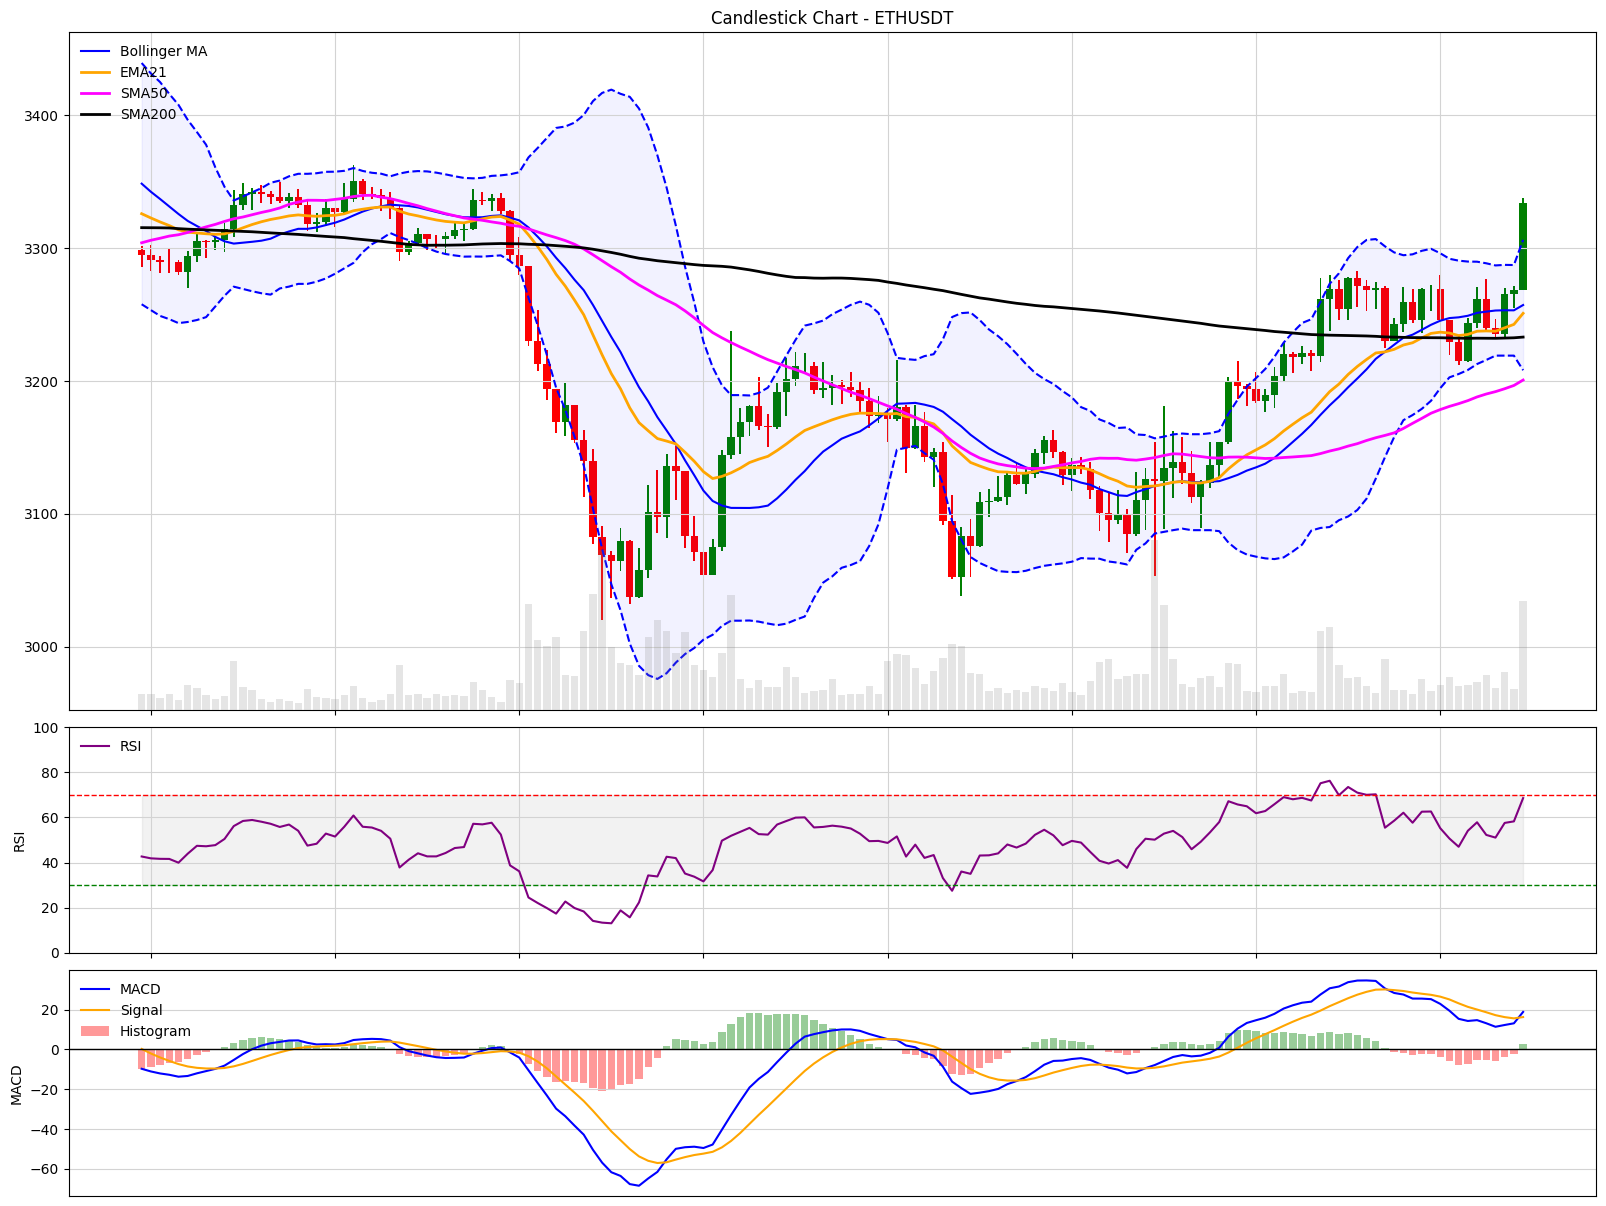 Candlestick Chart - ETHUSDT
Bollinger MA
EMA21
SMA50
SMA200
3400
3300
3200
3100
3000
RSI
100
80
60
40
20
0
RSI
MACD
Signal
Histogram
20
0
−20
−40
−60
MACD